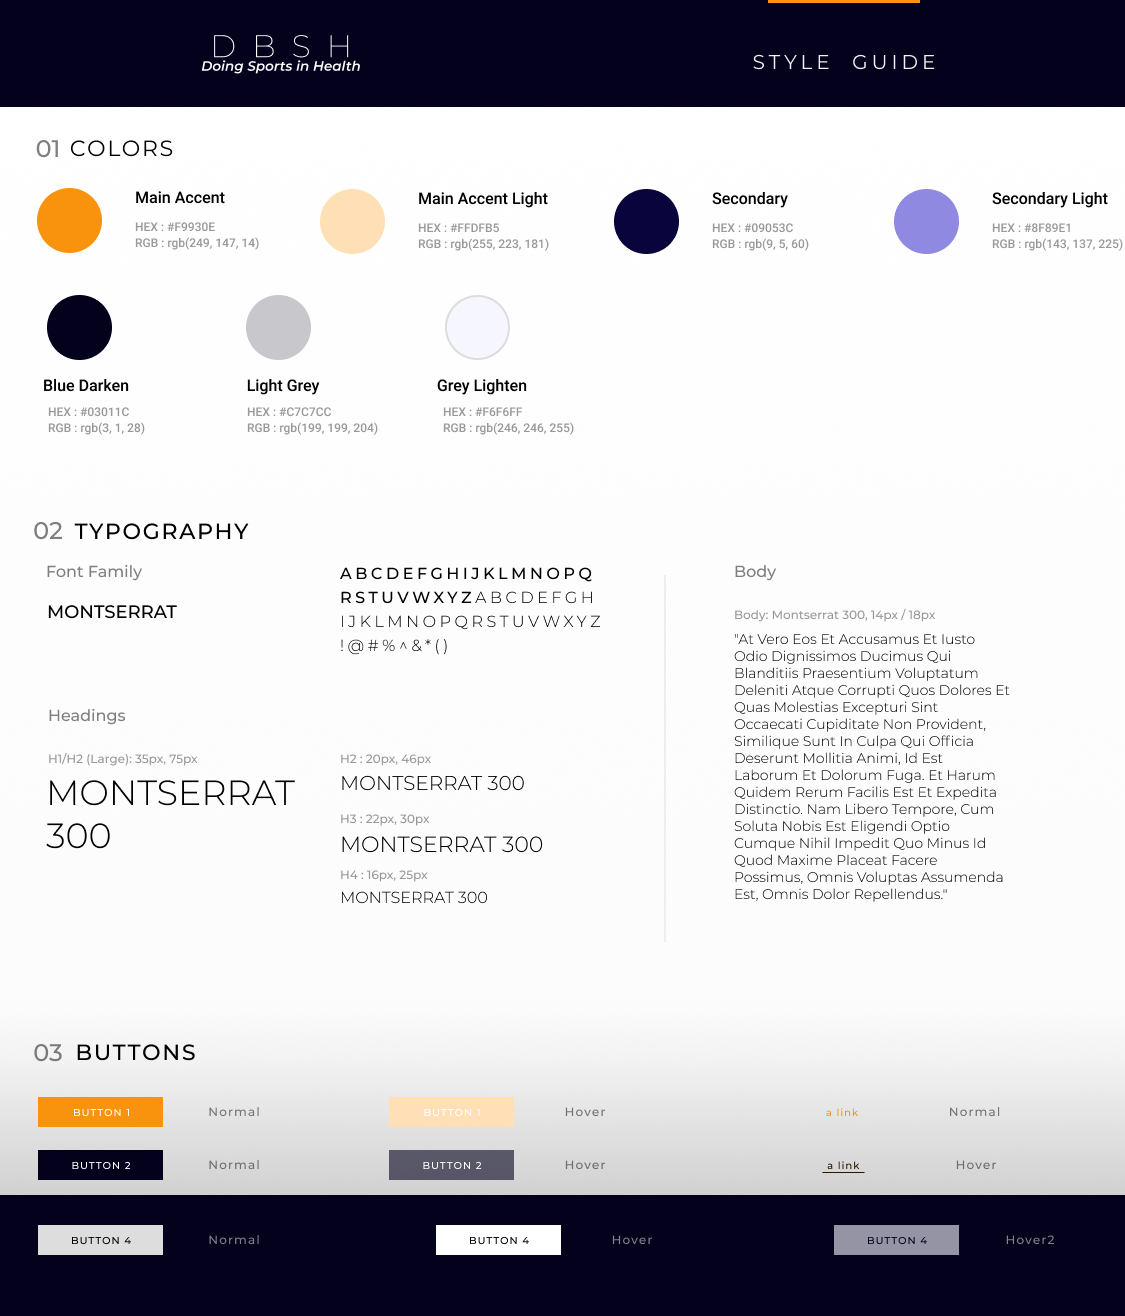 D B S H
Doing Sports in Health
STYLE GUIDE
01 COLORS
Main Accent
HEX : #F9930E
RGB : rgb(249, 147, 14)
Main Accent Light
HEX : #FFDFB5
RGB : rgb(255, 223, 181)
Secondary
HEX : #09053C
RGB : rgb(9, 5, 60)
Secondary Light
HEX : #8F89E1
RGB : rgb(143, 137, 225)
Blue Darken
HEX : #03011C
RGB : rgb(3, 1, 28)
Light Grey
HEX : #C7C7CC
RGB : rgb(199, 199, 204)
Grey Lighten
HEX : #F6F6FF
RGB : rgb(246, 246, 255)
02 TYPOGRAPHY
Font Family
MONTSERRAT
ABCDEFGHIJKLMNOPQ
RSTUVWXYZABCDEFGH
IJKLMNOPQRSTUVWXYZ
!@#%^&*()
Headings
H1/H2 (Large): 35px, 75px
MONTSERRAT
300
H2 : 20px, 46px
MONTSERRAT 300
H3 : 22px, 30px
MONTSERRAT 300
H4 : 16px, 25px
MONTSERRAT 300
Body
Body: Montserrat 300, 14px / 18px
"At Vero Eos Et Accusamus Et Iusto
Odio Dignissimos Ducimus Qui
Blanditiis Praesentium Voluptatum
Deleniti Atque Corrupti Quos Dolores Et
Quas Molestias Excepturi Sint
Occaecati Cupiditate Non Provident,
Similique Sunt In Culpa Qui Officia
Deserunt Mollitia Animi, Id Est
Laborum Et Dolorum Fuga. Et Harum
Quidem Rerum Facilis Est Et Expedita
Distinctio. Nam Libero Tempore, Cum
Soluta Nobis Est Eligendi Optio
Cumque Nihil Impedit Quo Minus Id
Quod Maxime Placeat Facere
Possimus, Omnis Voluptas Assumenda
Est, Omnis Dolor Repellendus."
03 BUTTONS
BUTTON 1
Normal
BUTTON 1
Hover
a link
Normal
BUTTON 2
Normal
BUTTON 2
Hover
a link
Hover
BUTTON 4
Normal
BUTTON 4
Hover
BUTTON 4
Hover2